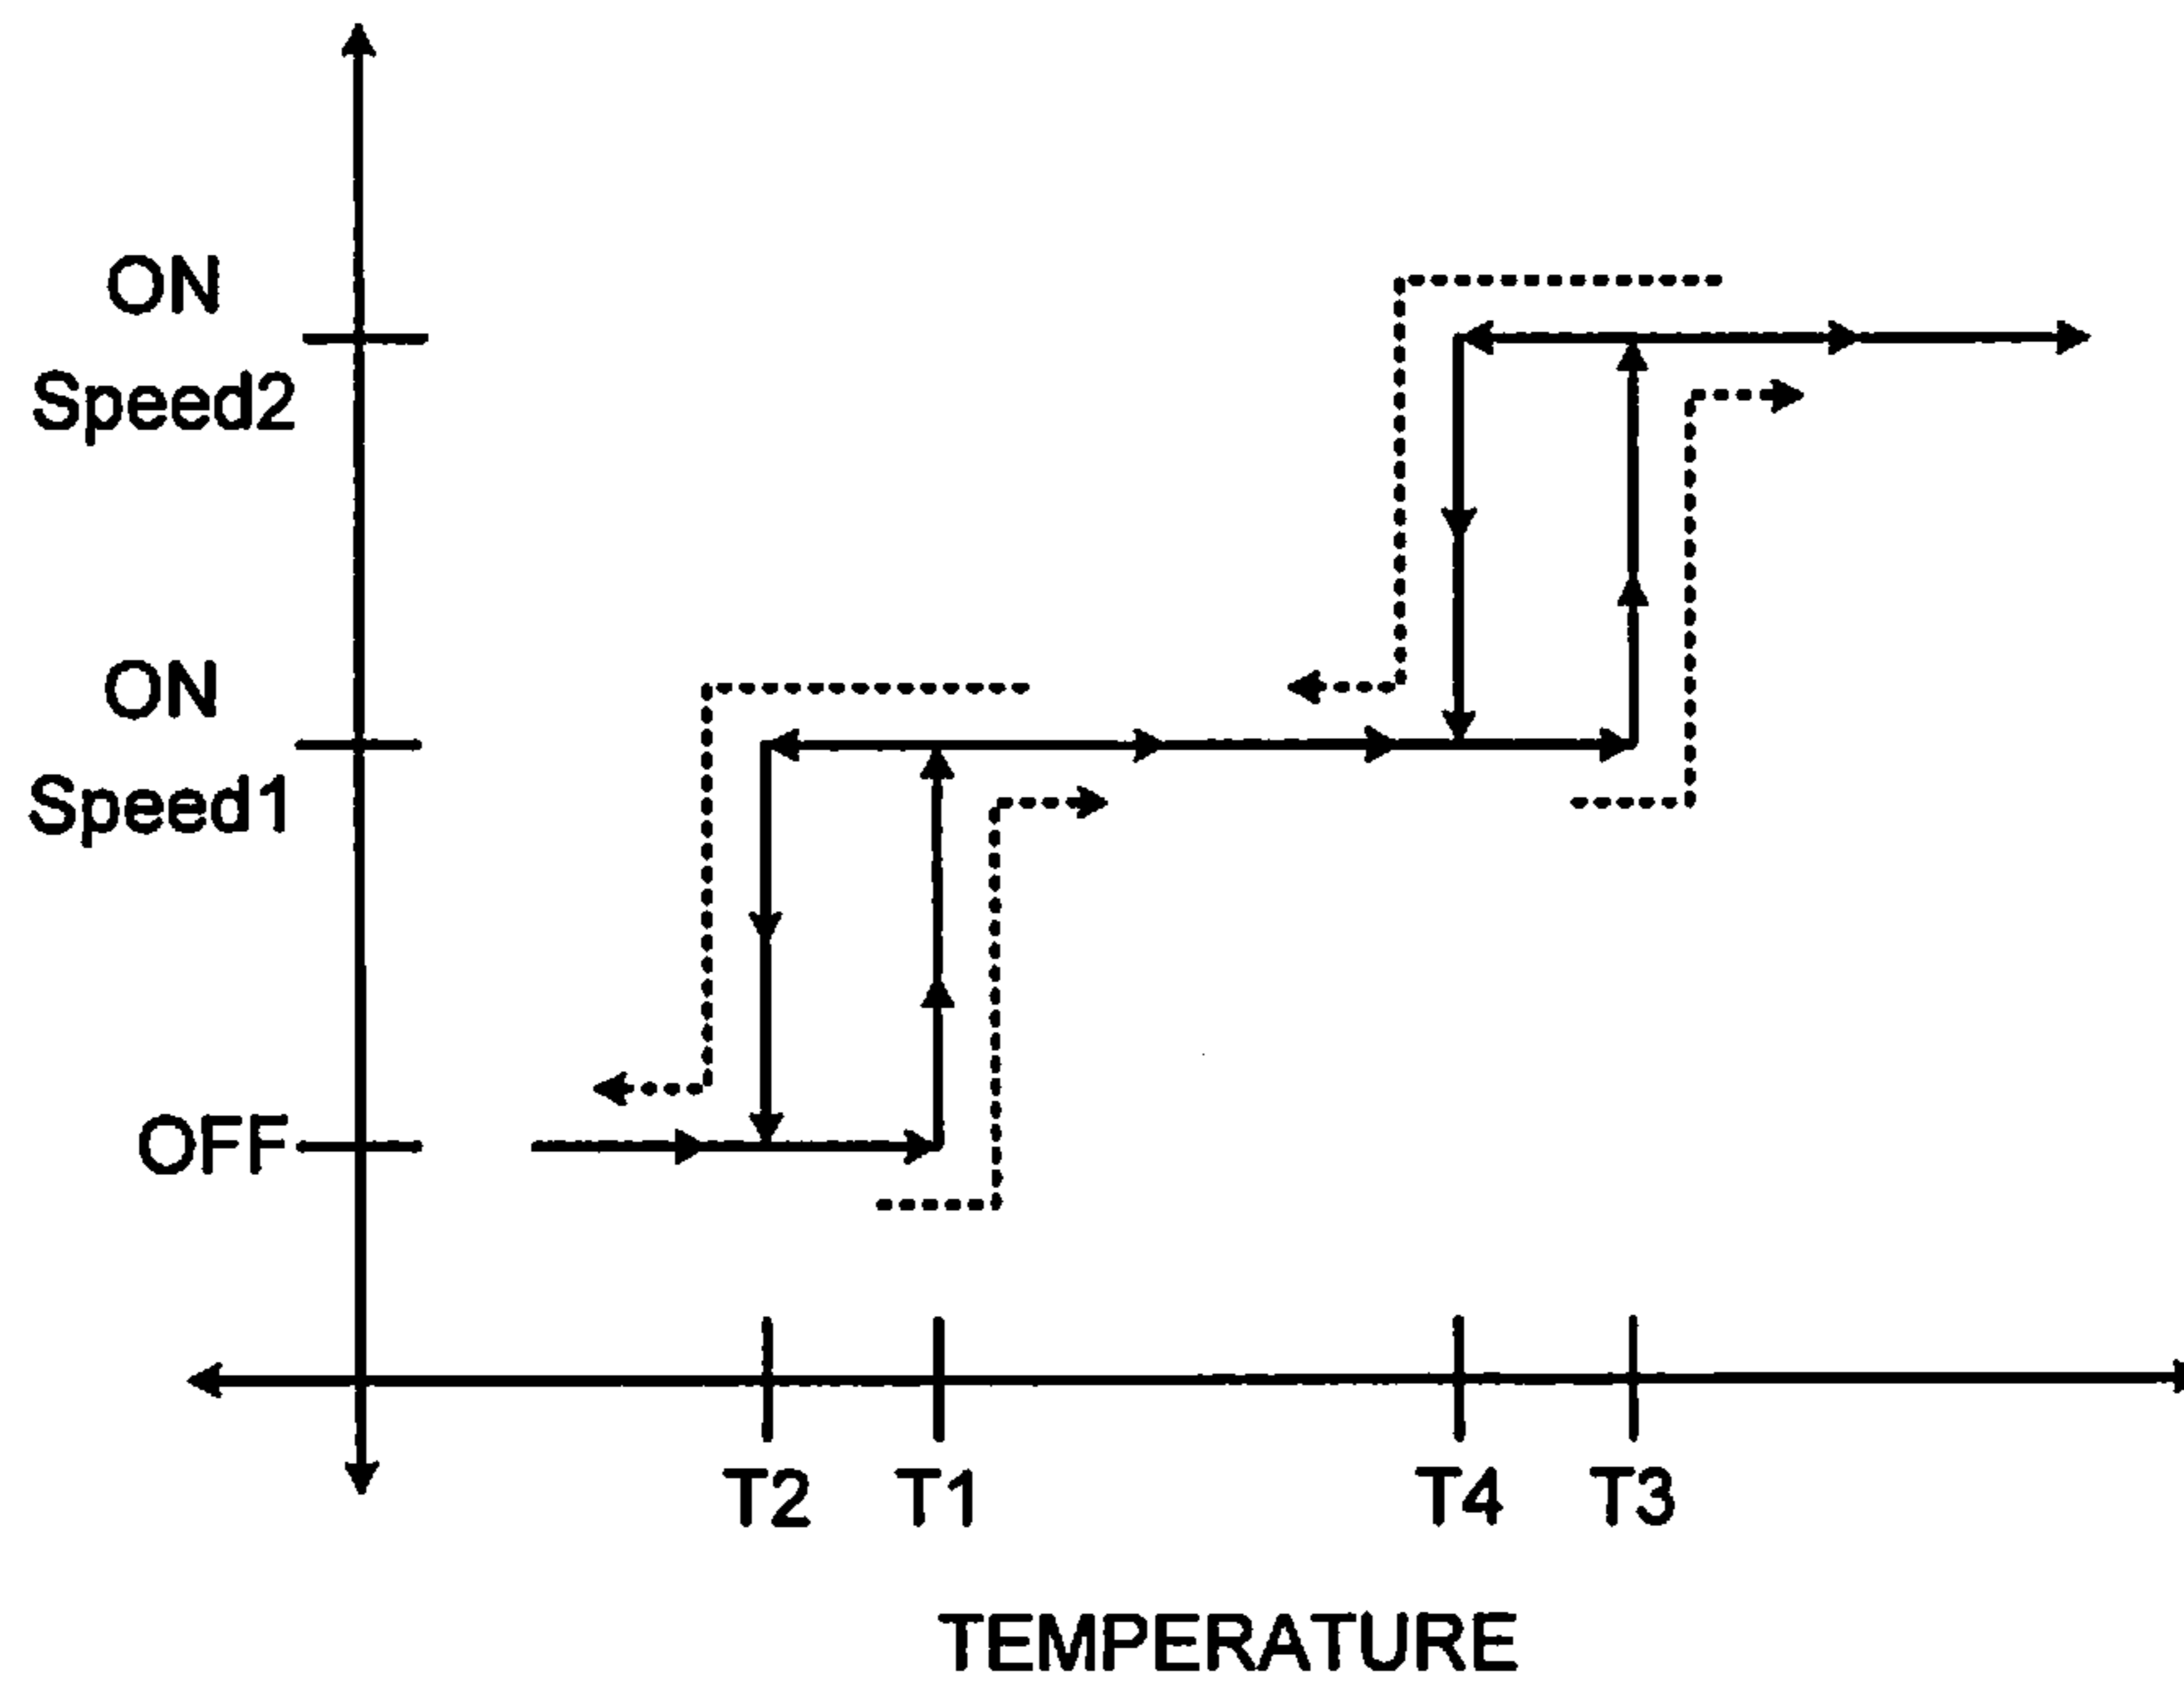 ON
Speed2
ON
Speed1
OFF
T2 T1 T4 T3
TEMPERATURE